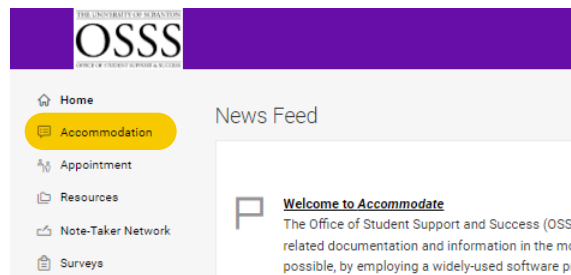 THE UNIVERSITY OF SCRANTON
OSSS
OFFICE OF STUDENT SUPPORT & SUCCESS
Home
Accommodation
Appointment
Resources
Note-Taker Network
Surveys
News Feed
Welcome to Accommodate
The Office of Student Support and Success (OSS
related documentation and information in the mo
possible, by employing a widely-used software pr